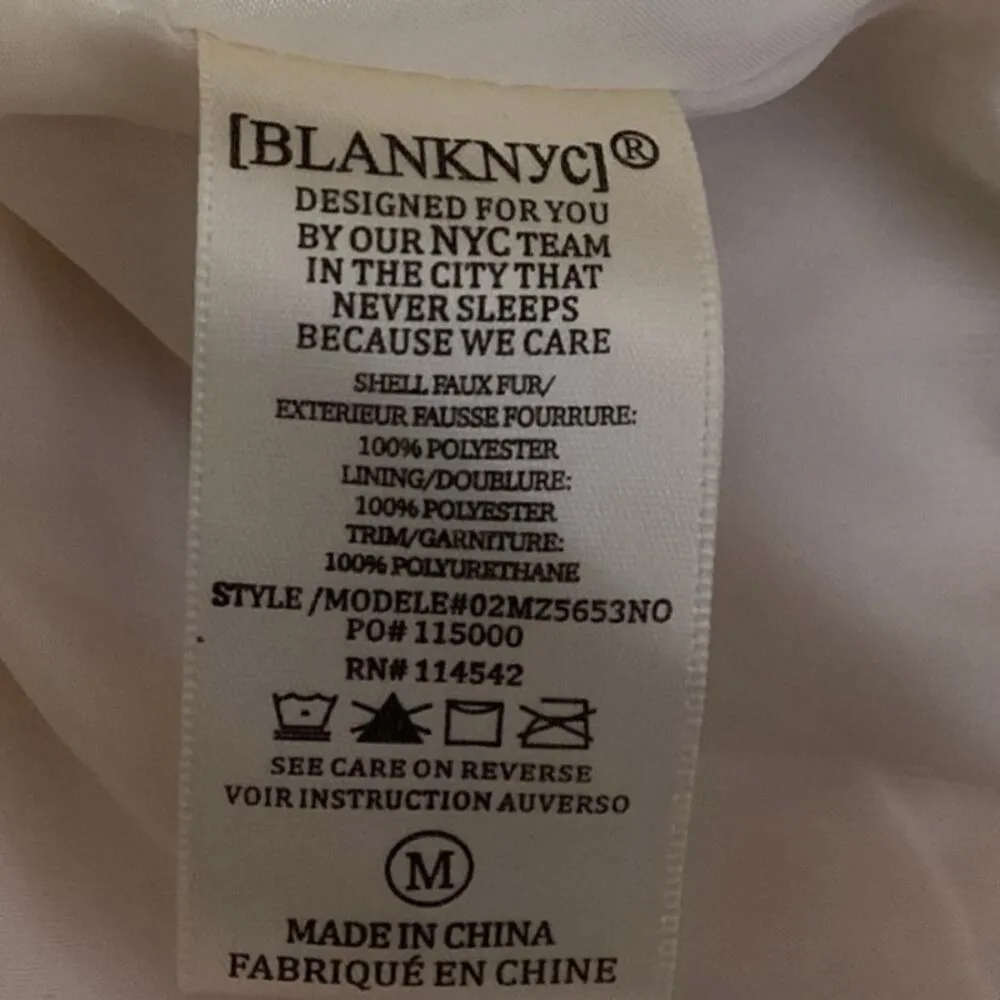 [BLANKNYC]®
DESIGNED FOR YOU
BY OUR NYC TEAM
IN THE CITY THAT
NEVER SLEEPS
BECAUSE WE CARE
SHELL FAUX FUR/
EXTERIEUR FAUSSE FOURRURE:
100% POLYESTER
LINING/DOUBLURE:
100% POLYESTER
TRIM/GARNITURE:
100% POLYURETHANE
STYLE /MODELE#02MZ5653NO
PO# 115000
RN# 114542
SEE CARE ON REVERSE
VOIR INSTRUCTION AUVERSO
M
MADE IN CHINA
FABRIQUÉ EN CHINE